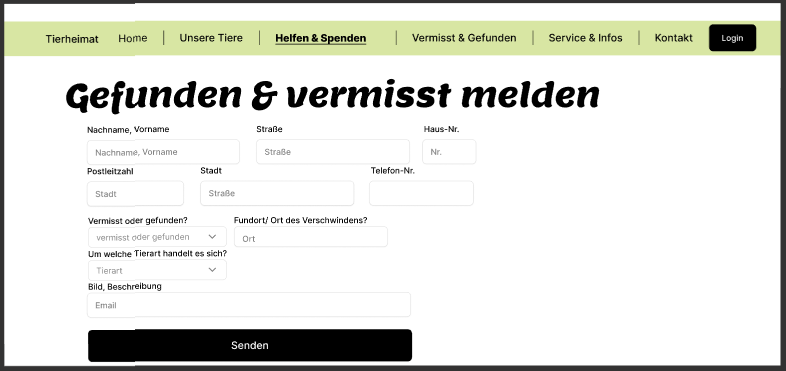 Tierheimat Home Unsere Tiere Helfen & Spenden Vermisst & Gefunden Service & Infos Kontakt Login
Gefunden & vermisst melden
Nachname, Vorname Straße Haus-Nr.
Nachname, Vorname Straße Nr.
Postleitzahl Stadt Telefon-Nr.
Stadt Straße
Vermisst oder gefunden? Fundort/ Ort des Verschwindens?
vermisst oder gefunden Ort
Um welche Tierart handelt es sich?
Tierart
Bild, Beschreibung
Email
Senden